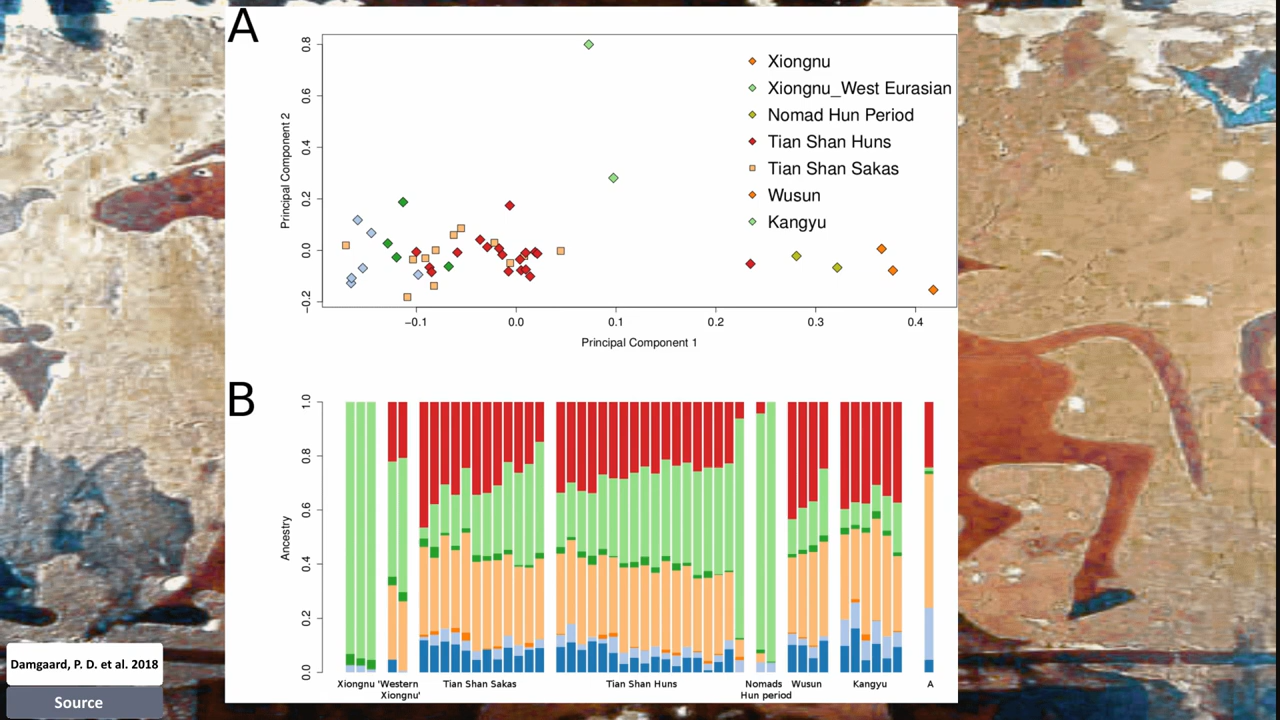 A
0.8
0.6
0.4
0.2
0.0
−0.2
Principal Component 2
Xiongnu
Xiongnu_West Eurasian
Nomad Hun Period
Tian Shan Huns
Tian Shan Sakas
Wusun
Kangyu
−0.1 0.0 0.1 0.2 0.3 0.4
Principal Component 1
B
1.0
0.8
0.6
0.4
0.2
0.0
Ancestry
Xiongnu 'Western Xiongnu' Tian Shan Sakas Tian Shan Huns Nomads Hun period Wusun Kangyu A
Damgaard, P. D. et al. 2018
Source